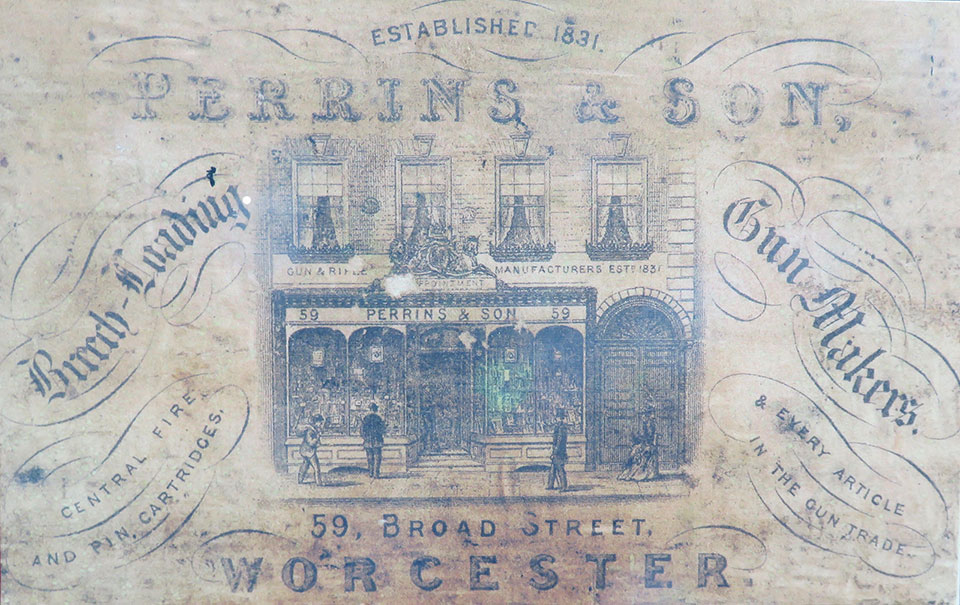 ESTABLISHED 1831.
PERRINS & SON,
Breech-Loading
Gun Makers.
GUN & RIFLE MANUFACTURERS ESTD. 1831
59 PERRINS & SON 59
CENTRAL FIRE
AND PIN, CARTRIDGES.
& EVERY ARTICLE
IN THE GUN TRADE.
59, BROAD STREET,
WORCESTER.